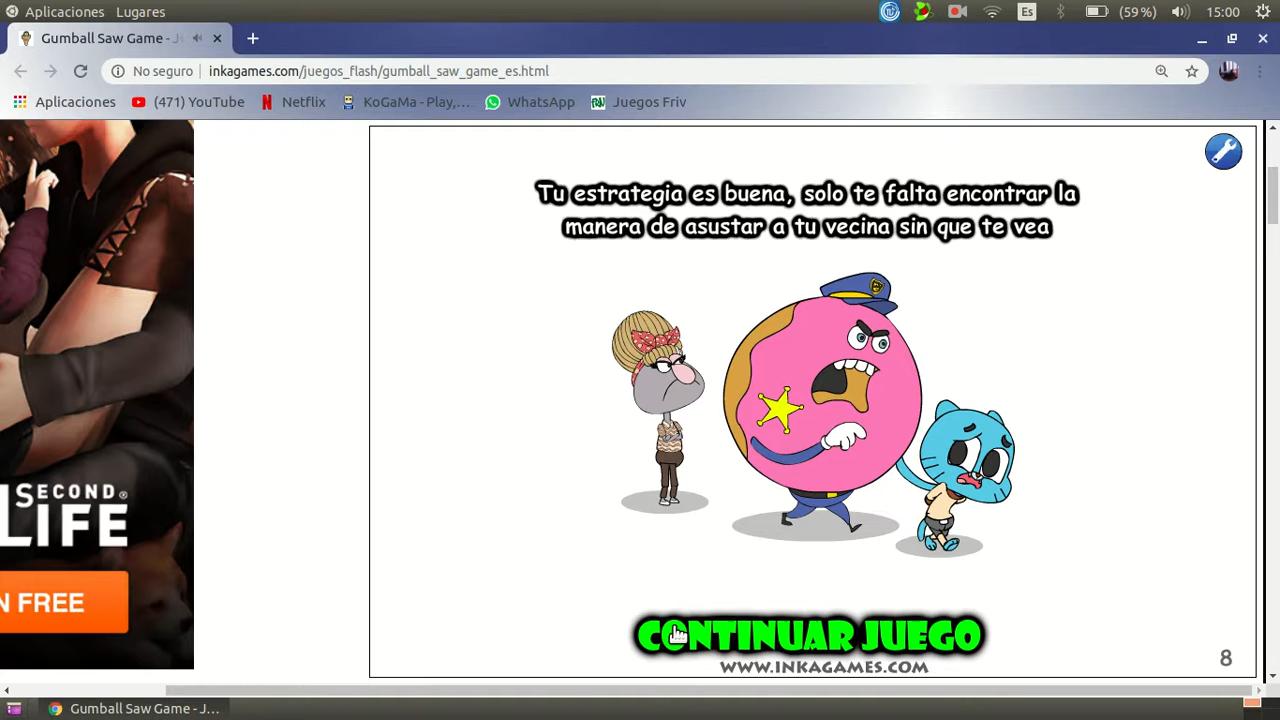 Aplicaciones Lugares
Es
(59 %)
15:00
Gumball Saw Game - J
No seguro
inkagames.com/juegos_flash/gumball_saw_game_es.html
Aplicaciones
(471) YouTube
Netflix
KoGaMa - Play,...
WhatsApp
Juegos Friv
Tu estrategia es buena, solo te falta encontrar la
manera de asustar a tu vecina sin que te vea
SECOND®
LIFE
N FREE
CONTINUAR JUEGO
WWW.INKAGAMES.COM
8
Gumball Saw Game - J...